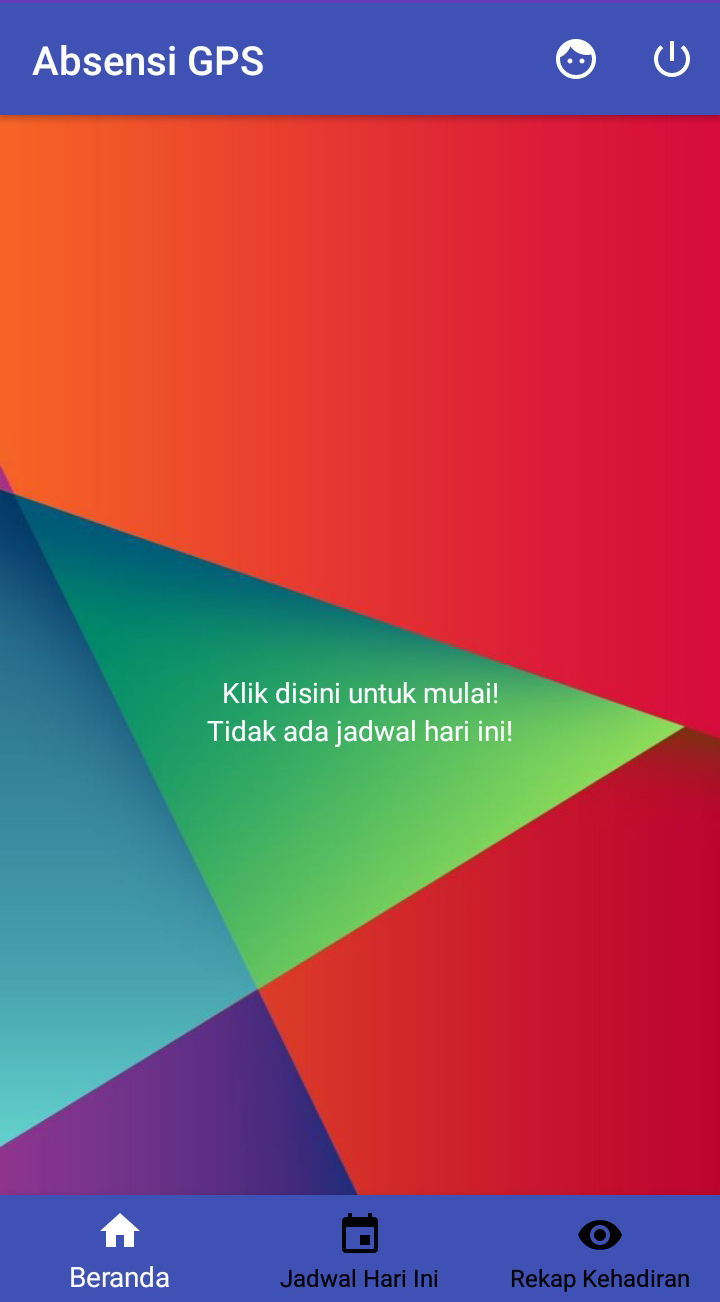 Absensi GPS
Klik disini untuk mulai!
Tidak ada jadwal hari ini!
Beranda
Jadwal Hari Ini
Rekap Kehadiran